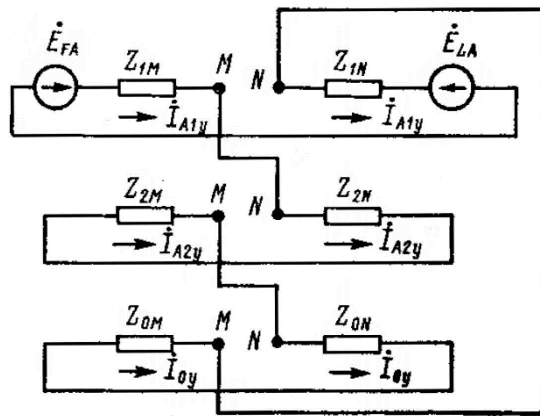 Ė_FA Z_1M M N Z_1N Ė_LA
İ_A1y İ_A1y
Z_2M M N Z_2N
İ_A2y İ_A2y
Z_0M M N Z_0N
İ_0y İ_0y